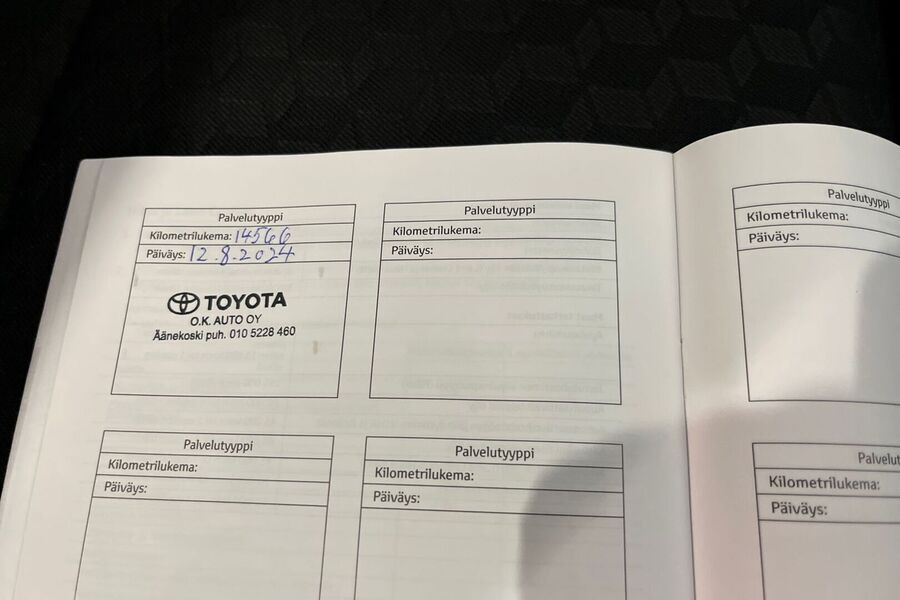 Palvelutyyppi
Kilometrilukema: 14566
Päiväys: 12.8.2024
TOYOTA
O.K. AUTO OY
Äänekoski puh. 010 5228 460
Palvelutyyppi
Kilometrilukema:
Päiväys:
Palvelutyyppi
Kilometrilukema:
Päiväys:
Palvelutyyppi
Kilometrilukema:
Päiväys:
Palvelutyyppi
Kilometrilukema:
Päiväys:
Palvelut
Kilometrilukema:
Päiväys: